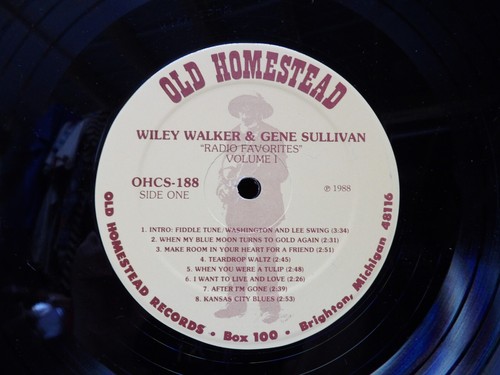 OLD HOMESTEAD
WILEY WALKER & GENE SULLIVAN
"RADIO FAVORITES"
VOLUME I
OHCS-188
SIDE ONE
℗ 1988
1. INTRO: FIDDLE TUNE/WASHINGTON AND LEE SWING (3:34)
2. WHEN MY BLUE MOON TURNS TO GOLD AGAIN (2:31)
3. MAKE ROOM IN YOUR HEART FOR A FRIEND (2:51)
4. TEARDROP WALTZ (2:45)
5. WHEN YOU WERE A TULIP (2:48)
6. I WANT TO LIVE AND LOVE (2:26)
7. AFTER I'M GONE (2:39)
8. KANSAS CITY BLUES (2:53)
OLD HOMESTEAD RECORDS • Box 100 • Brighton, Michigan 48116